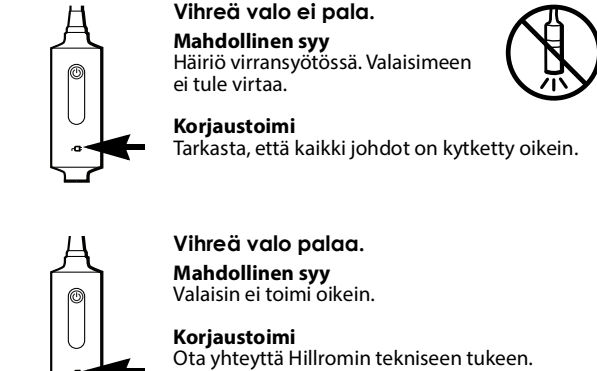 Vihreä valo ei pala.
Mahdollinen syy
Häiriö virransyötössä. Valaisimeen
ei tule virtaa.
Korjaustoimi
Tarkasta, että kaikki johdot on kytketty oikein.
Vihreä valo palaa.
Mahdollinen syy
Valaisin ei toimi oikein.
Korjaustoimi
Ota yhteyttä Hillromin tekniseen tukeen.